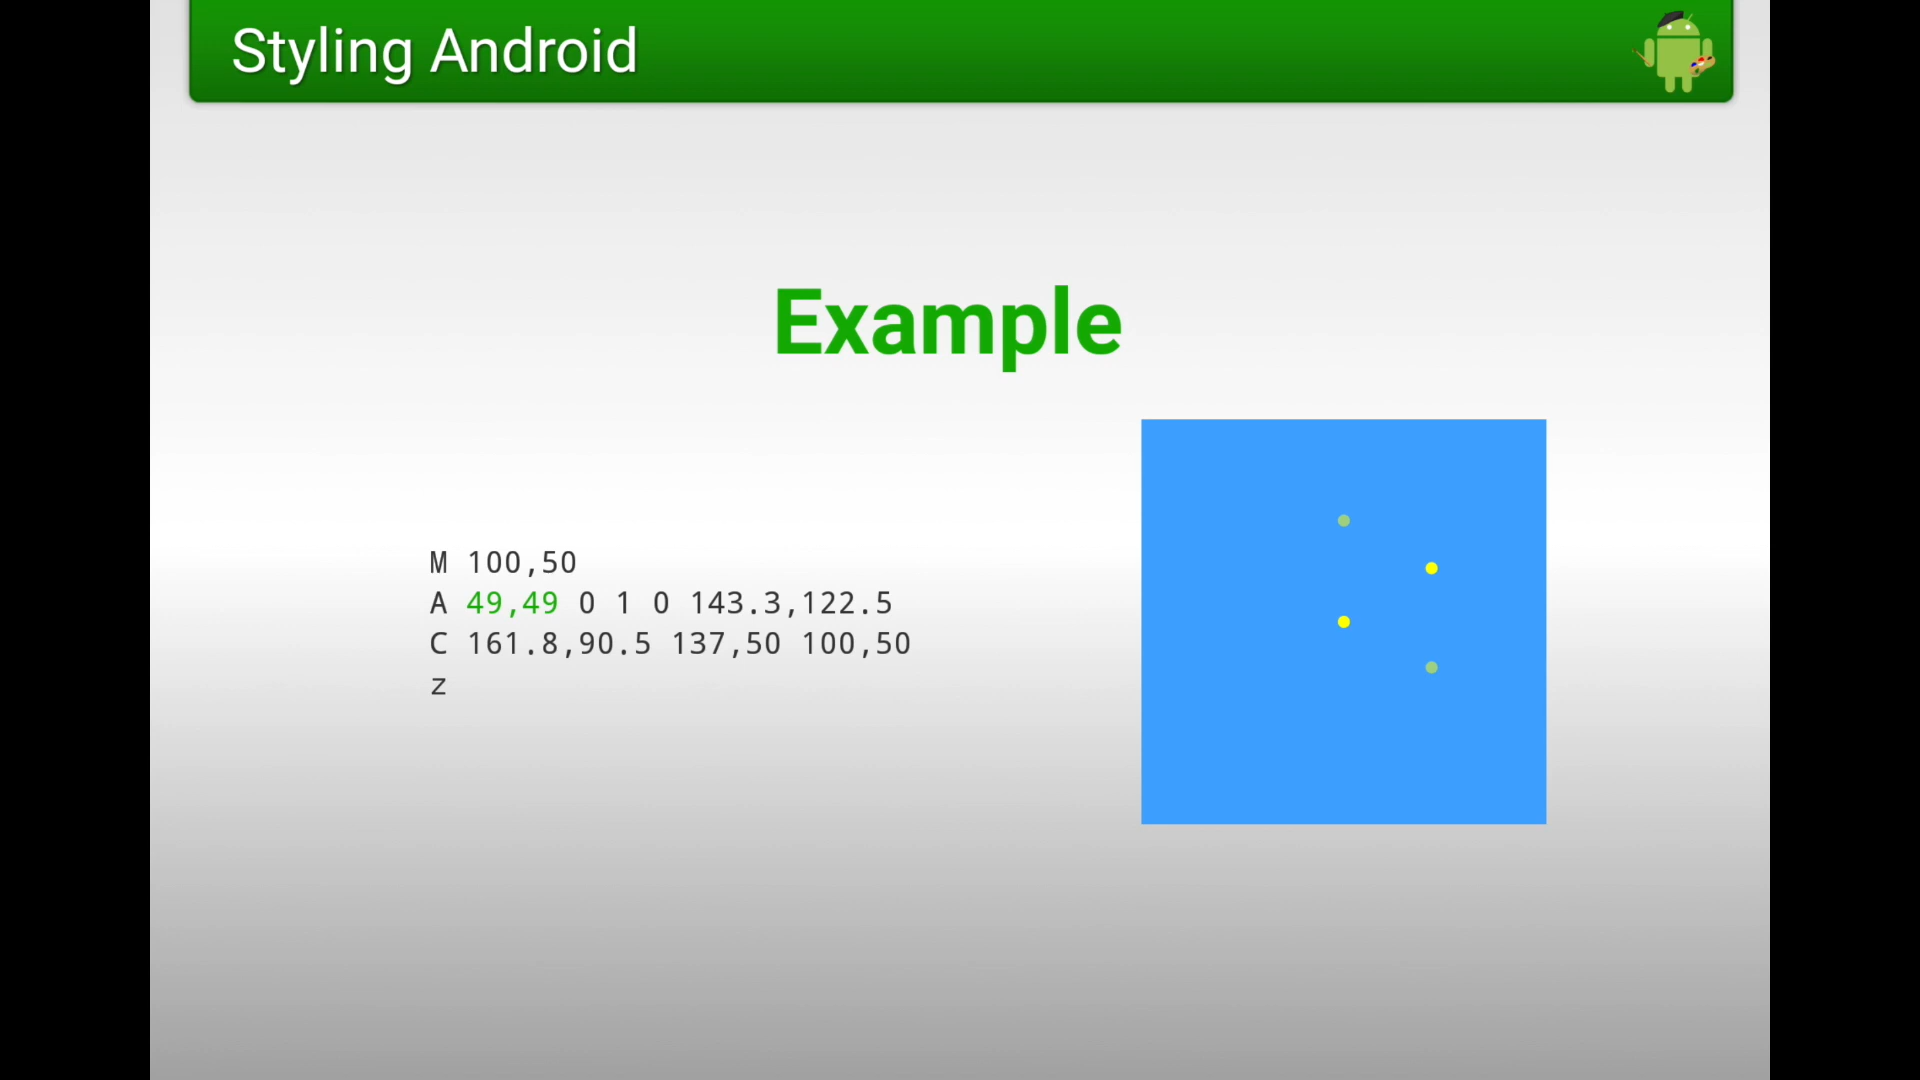 Styling Android
Example
M 100,50
A 49,49 0 1 0 143.3,122.5
C 161.8,90.5 137,50 100,50
z